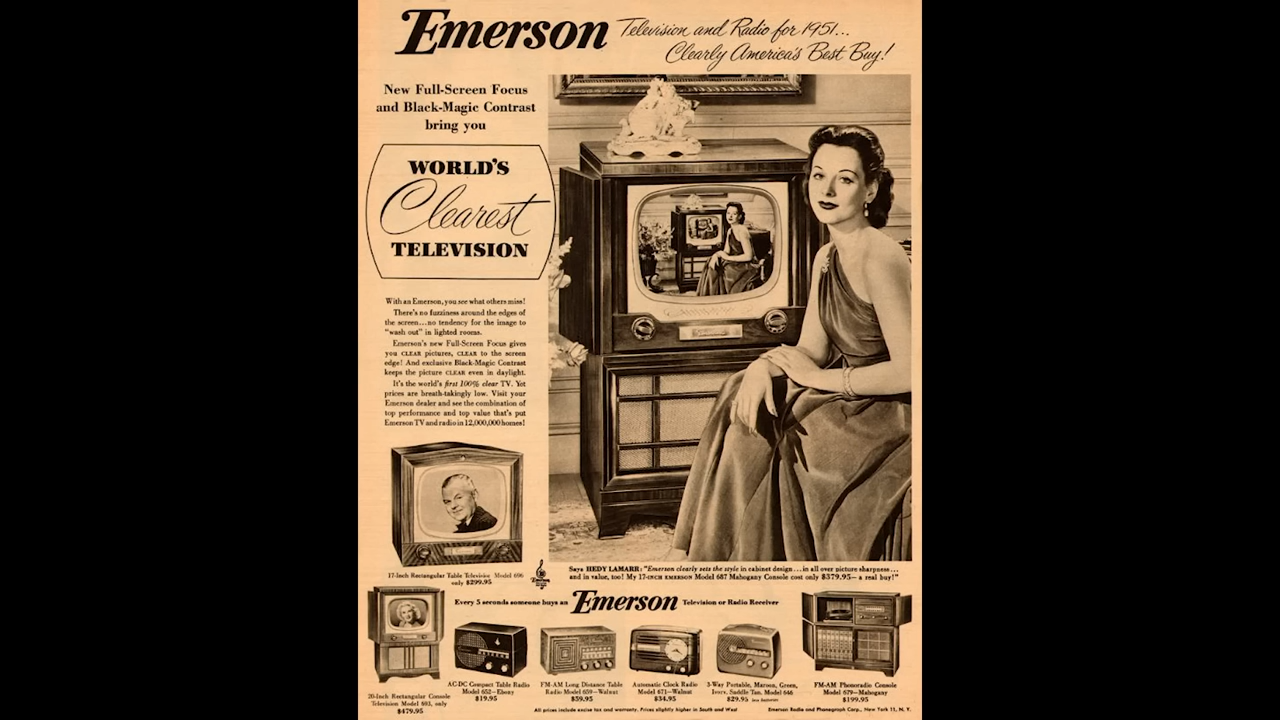 Emerson Television and Radio for 1951...
Clearly America's Best Buy!
New Full-Screen Focus
and Black-Magic Contrast
bring you
WORLD'S
Clearest
TELEVISION
With an Emerson, you see what others miss!
There's no fuzziness around the edges of
the screen...no tendency for the image to
"wash out" in lighted rooms.
Emerson's new Full-Screen Focus gives
you CLEAR pictures, CLEAR to the screen
edge! And exclusive Black-Magic Contrast
keeps the picture CLEAR even in daylight.
It's the world's first 100% clear TV. Yet
prices are breath-takingly low. Visit your
Emerson dealer and see the combination of
top performance and top value that's put
Emerson TV and radio in 12,000,000 homes!
17-Inch Rectangular Table Television Model 696
only $299.95
Says HEDY LAMARR: "Emerson clearly sets the style in cabinet design...in all over picture sharpness...
and in value, too! My 17-INCH EMERSON Model 687 Mahogany Console cost only $379.95— a real buy!"
Every 5 seconds someone buys an Emerson Television or Radio Receiver
20-Inch Rectangular Console
Television Model 693, only
$479.95
AC-DC Compact Table Radio
Model 652—Ebony
$19.95
FM-AM Long Distance Table
Radio Model 659—Walnut
$59.95
Automatic Clock Radio
Model 671—Walnut
$34.95
3-Way Portable, Maroon, Green,
Ivory, Saddle Tan. Model 646
$29.95 less batteries
FM-AM Phonoradio Console
Model 679—Mahogany
$199.95
All prices include excise tax and warranty. Prices slightly higher in South and West
Emerson Radio and Phonograph Corp., New York 11, N. Y.